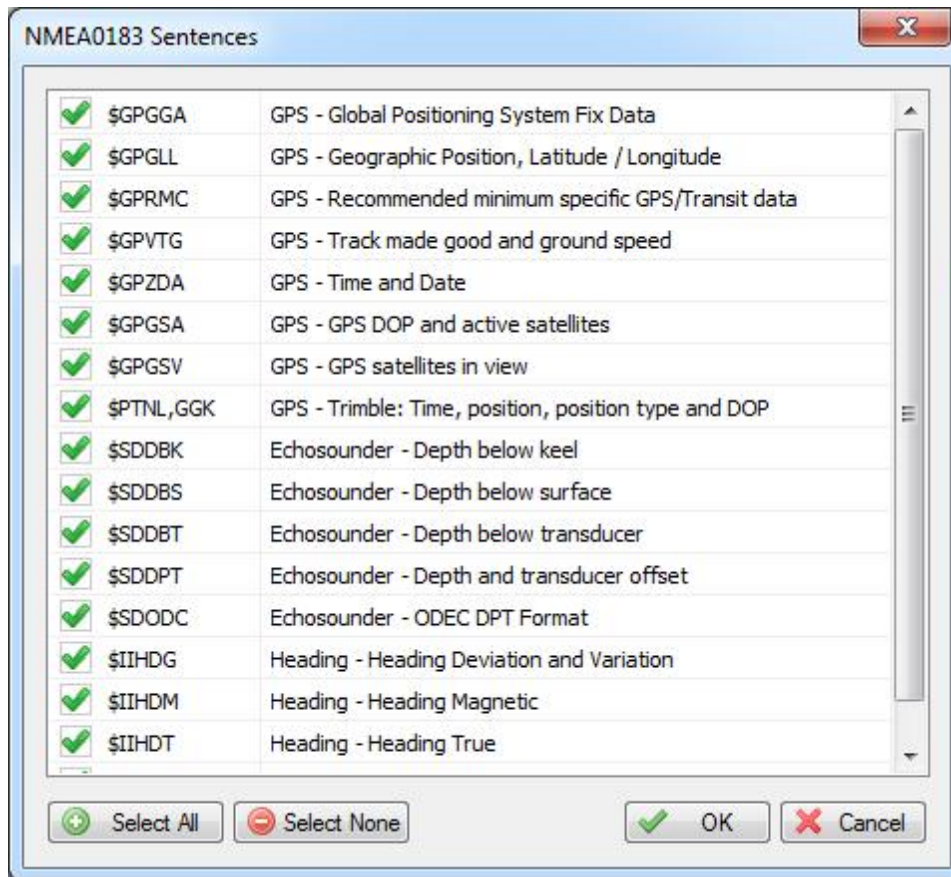 NMEA0183 Sentences
$GPGGA GPS - Global Positioning System Fix Data
$GPGLL GPS - Geographic Position, Latitude / Longitude
$GPRMC GPS - Recommended minimum specific GPS/Transit data
$GPVTG GPS - Track made good and ground speed
$GPZDA GPS - Time and Date
$GPGSA GPS - GPS DOP and active satellites
$GPGSV GPS - GPS satellites in view
$PTNL,GGK GPS - Trimble: Time, position, position type and DOP
$SDDBK Echosounder - Depth below keel
$SDDBS Echosounder - Depth below surface
$SDDBT Echosounder - Depth below transducer
$SDDPT Echosounder - Depth and transducer offset
$SDODC Echosounder - ODEC DPT Format
$IIHDG Heading - Heading Deviation and Variation
$IIHDM Heading - Heading Magnetic
$IIHDT Heading - Heading True
Select All Select None OK Cancel